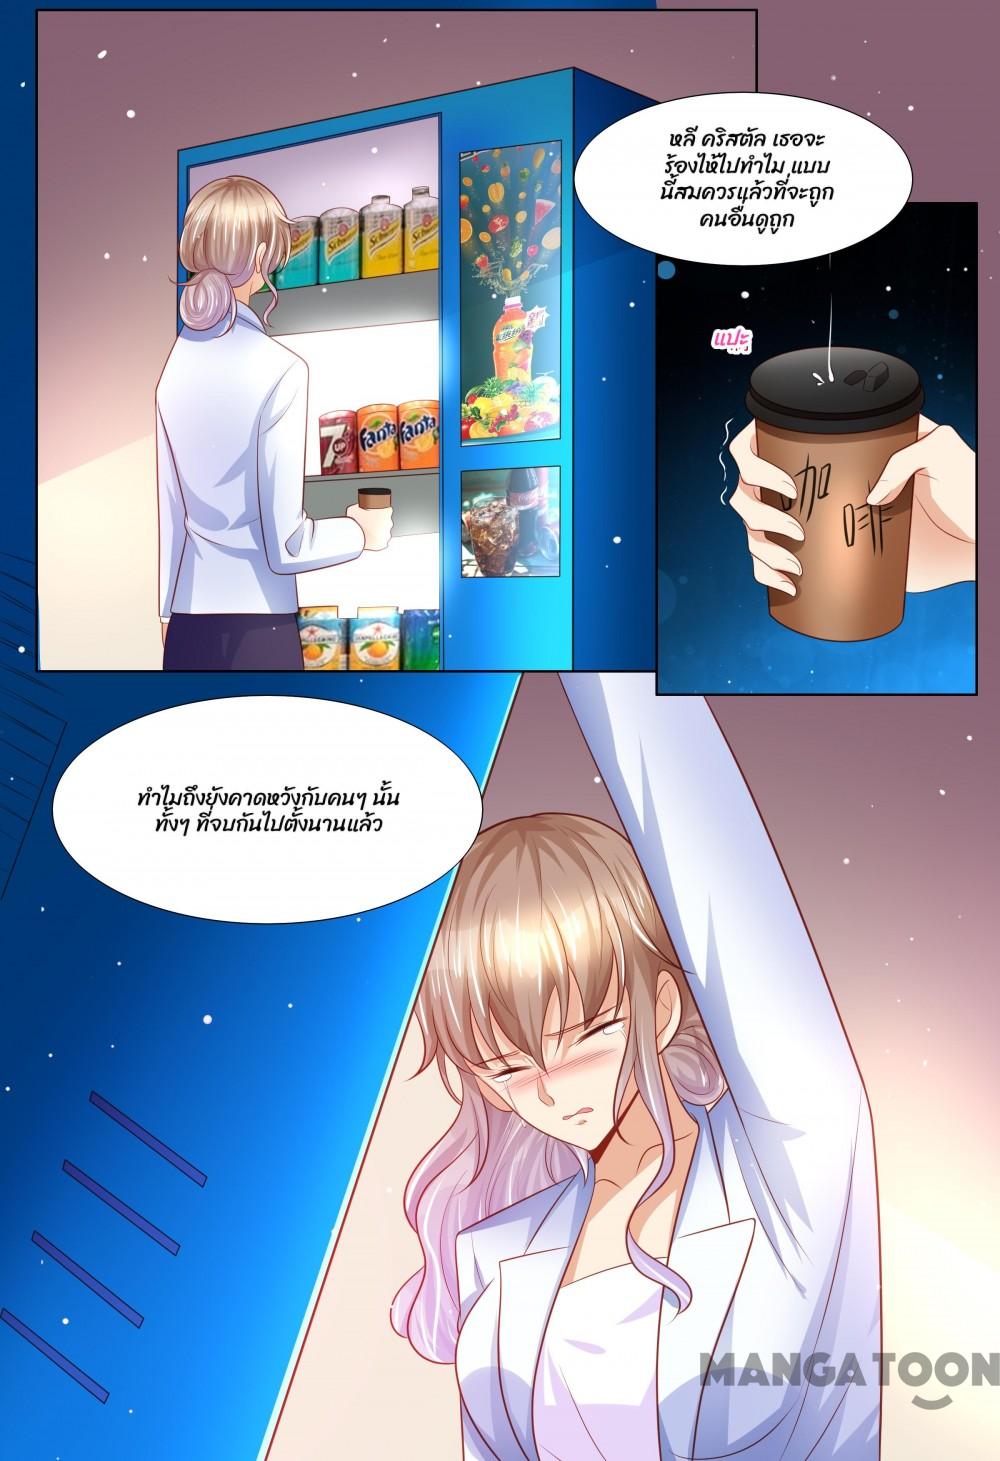 หลี คริสตัล เธอจะ
ร้องไห้ไปทำไม แบบ
นี้สมควรแล้วที่จะถูก
คนอื่นดูถูก
แปะ
咖
啡
7
UP
Fanta
Fanta
ทำไมถึงยังคาดหวังกับคนๆ นั้น
ทั้งๆ ที่จบกันไปตั้งนานแล้ว
MANGATOON